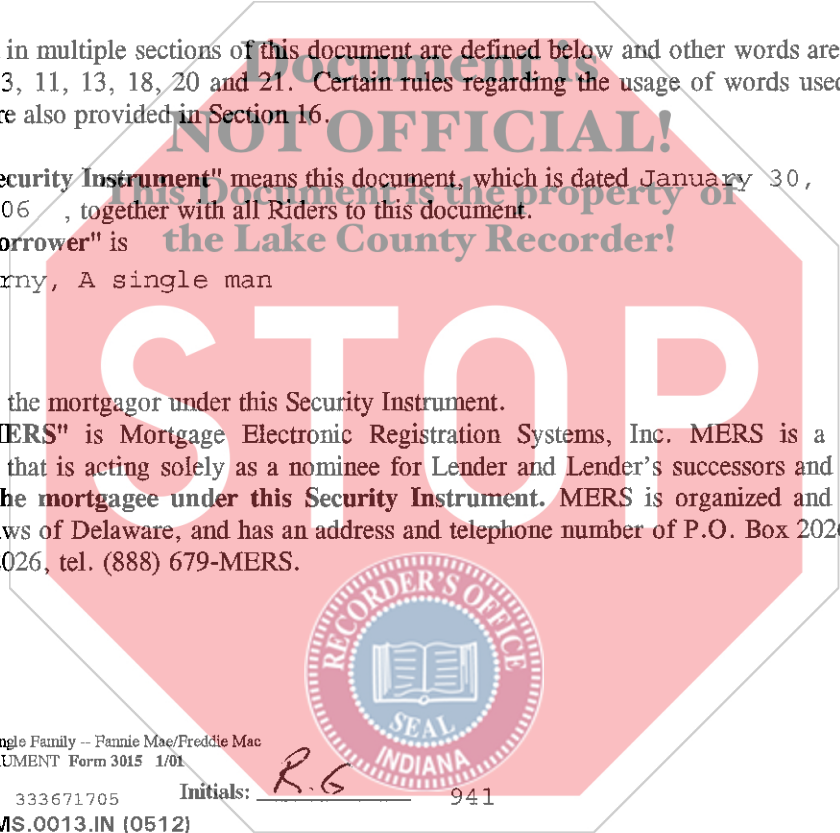 in multiple sections of this document are defined below and other words are
3, 11, 13, 18, 20 and 21. Certain rules regarding the usage of words used
re also provided in Section 16.
Document is
NOT OFFICIAL!
This Document is the property of
the Lake County Recorder!
STOP
ecurity Instrument" means this document, which is dated January 30,
06 , together with all Riders to this document.
orrower" is
rny, A single man
the mortgagor under this Security Instrument.
MERS" is Mortgage Electronic Registration Systems, Inc. MERS is a
that is acting solely as a nominee for Lender and Lender's successors and
he mortgagee under this Security Instrument. MERS is organized and
ws of Delaware, and has an address and telephone number of P.O. Box 2026
026, tel. (888) 679-MERS.
RECORDER'S OFFICE
SEAL
INDIANA
ngle Family -- Fannie Mae/Freddie Mac
UMENT Form 3015 1/01
333671705 Initials: R.G 941
MS.0013.IN (0512)